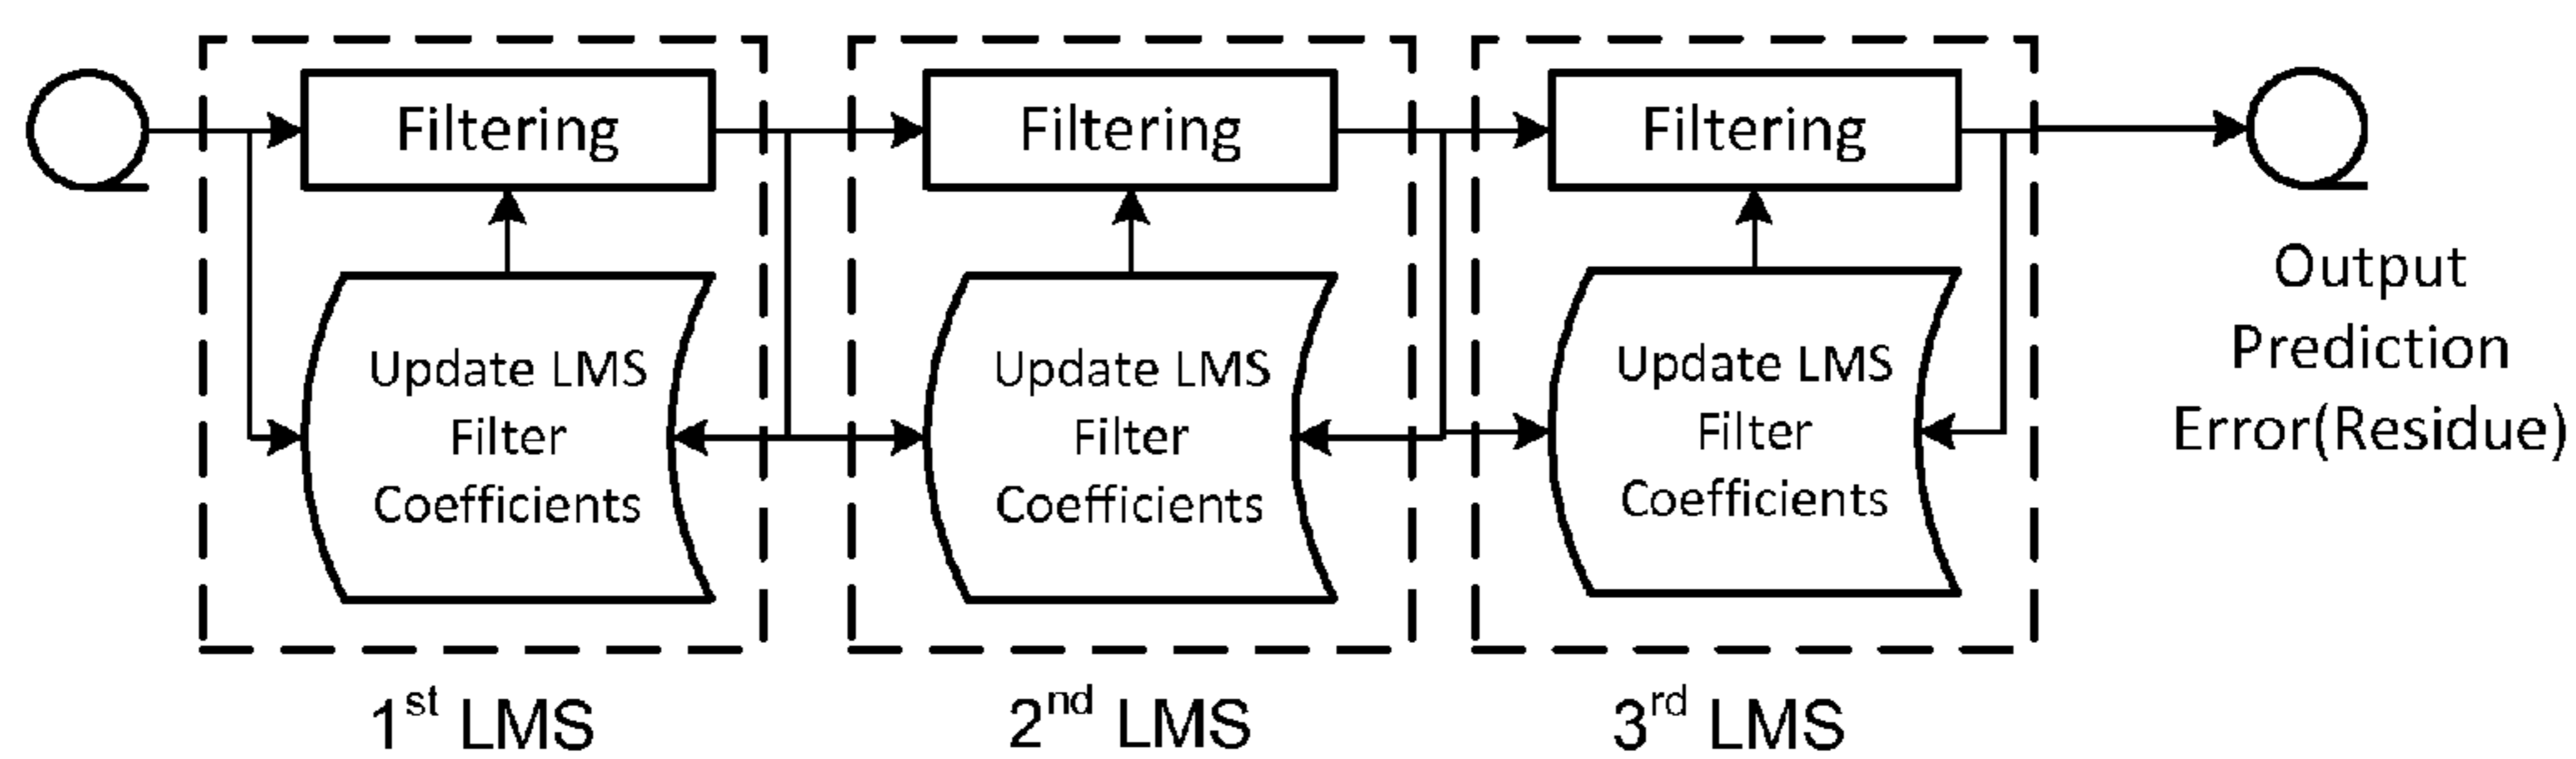 Filtering
Filtering
Filtering
Update LMS
Filter
Coefficients
Update LMS
Filter
Coefficients
Update LMS
Filter
Coefficients
Output
Prediction
Error(Residue)
1st LMS
2nd LMS
3rd LMS